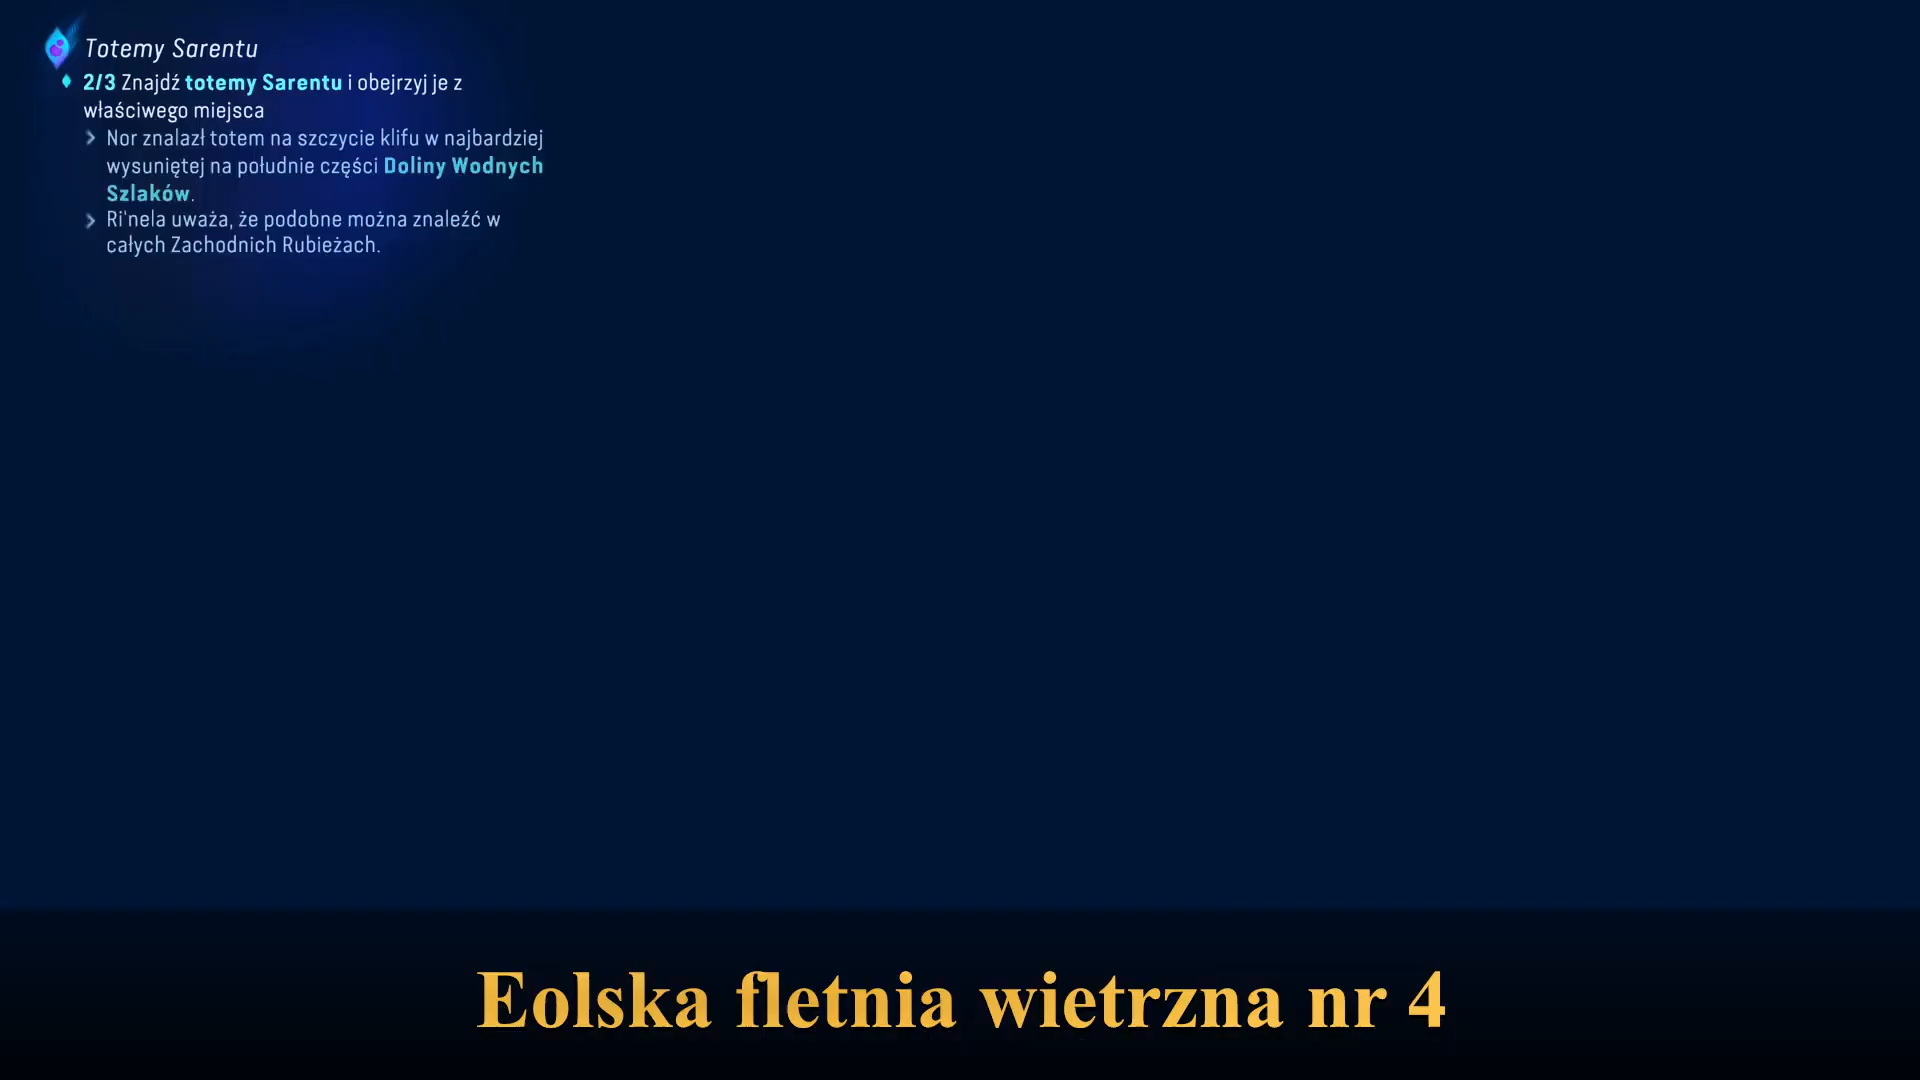 Totemy Sarentu
2/3 Znajdź totemy Sarentu i obejrzyj je z
właściwego miejsca
Nor znalazł totem na szczycie klifu w najbardziej
wysuniętej na południe części Doliny Wodnych
Szlaków.
Ri'nela uważa, że podobne można znaleźć w
całych Zachodnich Rubieżach.
Eolska fletnia wietrzna nr 4